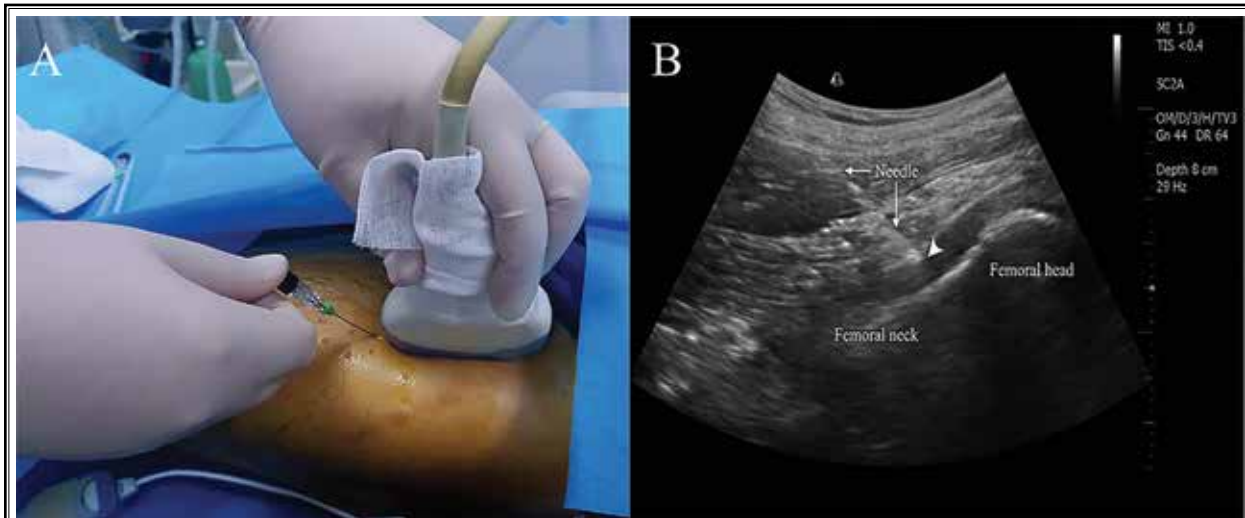 A
B
MI 1.0
TIS <0.4
SC2A
OM/D/3/H/TV3
Gn 44 DR 64
Depth 8 cm
29 Hz
Needle
Femoral head
Femoral neck